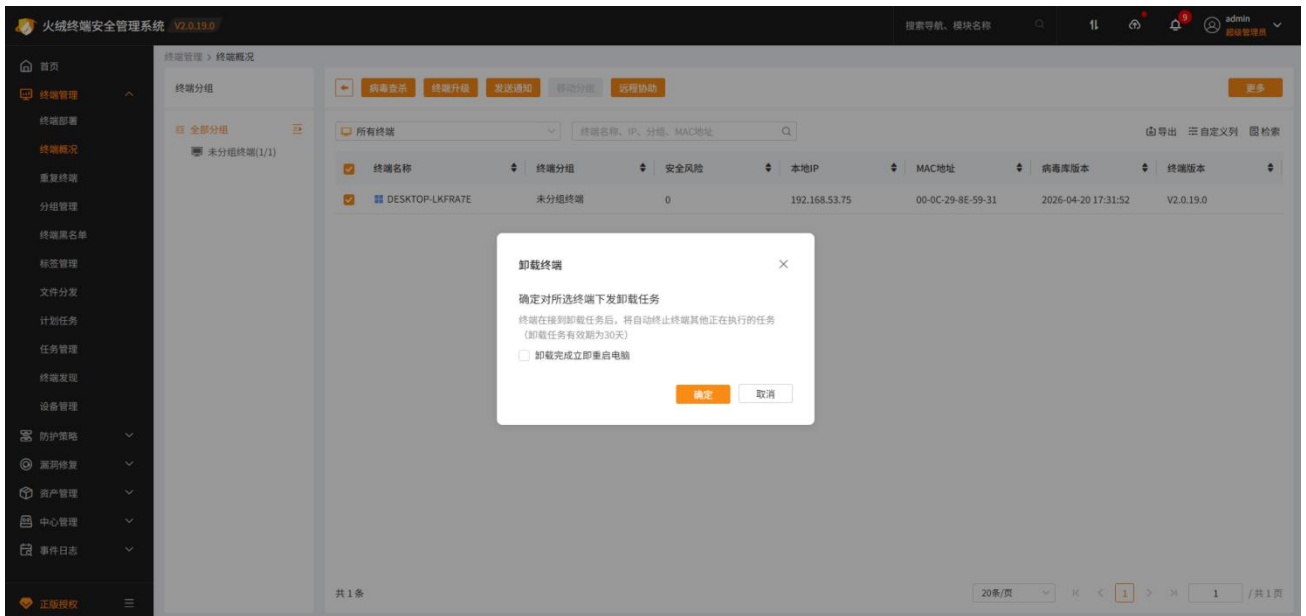 火绒终端安全管理系统 V2.0.19.0
搜索导航、模块名称
9
admin
超级管理员
首页
终端管理
终端部署
终端概况
重复终端
分组管理
终端黑名单
标签管理
文件分发
计划任务
任务管理
终端发现
设备管理
防护策略
漏洞修复
资产管理
中心管理
事件日志
正版授权
终端管理 > 终端概况
终端分组
全部分组
未分组终端(1/1)
病毒查杀 终端升级 发送通知 移动分组 远程协助 更多
所有终端 终端名称、IP、分组、MAC地址 导出 自定义列 检索
终端名称 终端分组 安全风险 本地IP MAC地址 病毒库版本 终端版本
DESKTOP-LKFRA7E 未分组终端 0 192.168.53.75 00-0C-29-8E-59-31 2026-04-20 17:31:52 V2.0.19.0
卸载终端
确定对所选终端下发卸载任务
终端在接到卸载任务后，将自动终止终端其他正在执行的任务
（卸载任务有效期为30天）
卸载完成立即重启电脑
确定 取消
共 1 条 20条/页 1 1 / 共 1 页